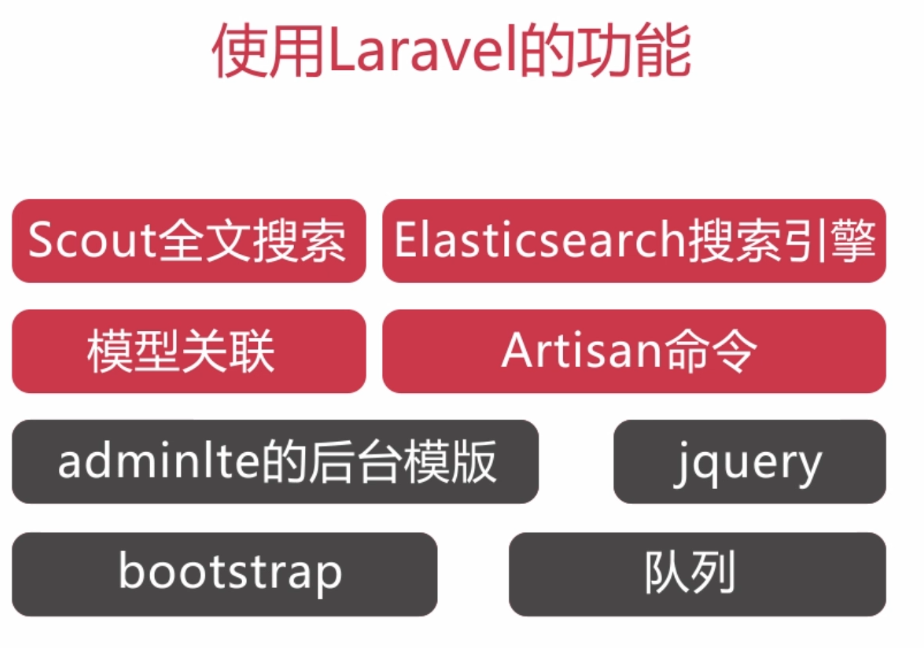 使用Laravel的功能
Scout全文搜索
Elasticsearch搜索引擎
模型关联
Artisan命令
adminlte的后台模版
jquery
bootstrap
队列